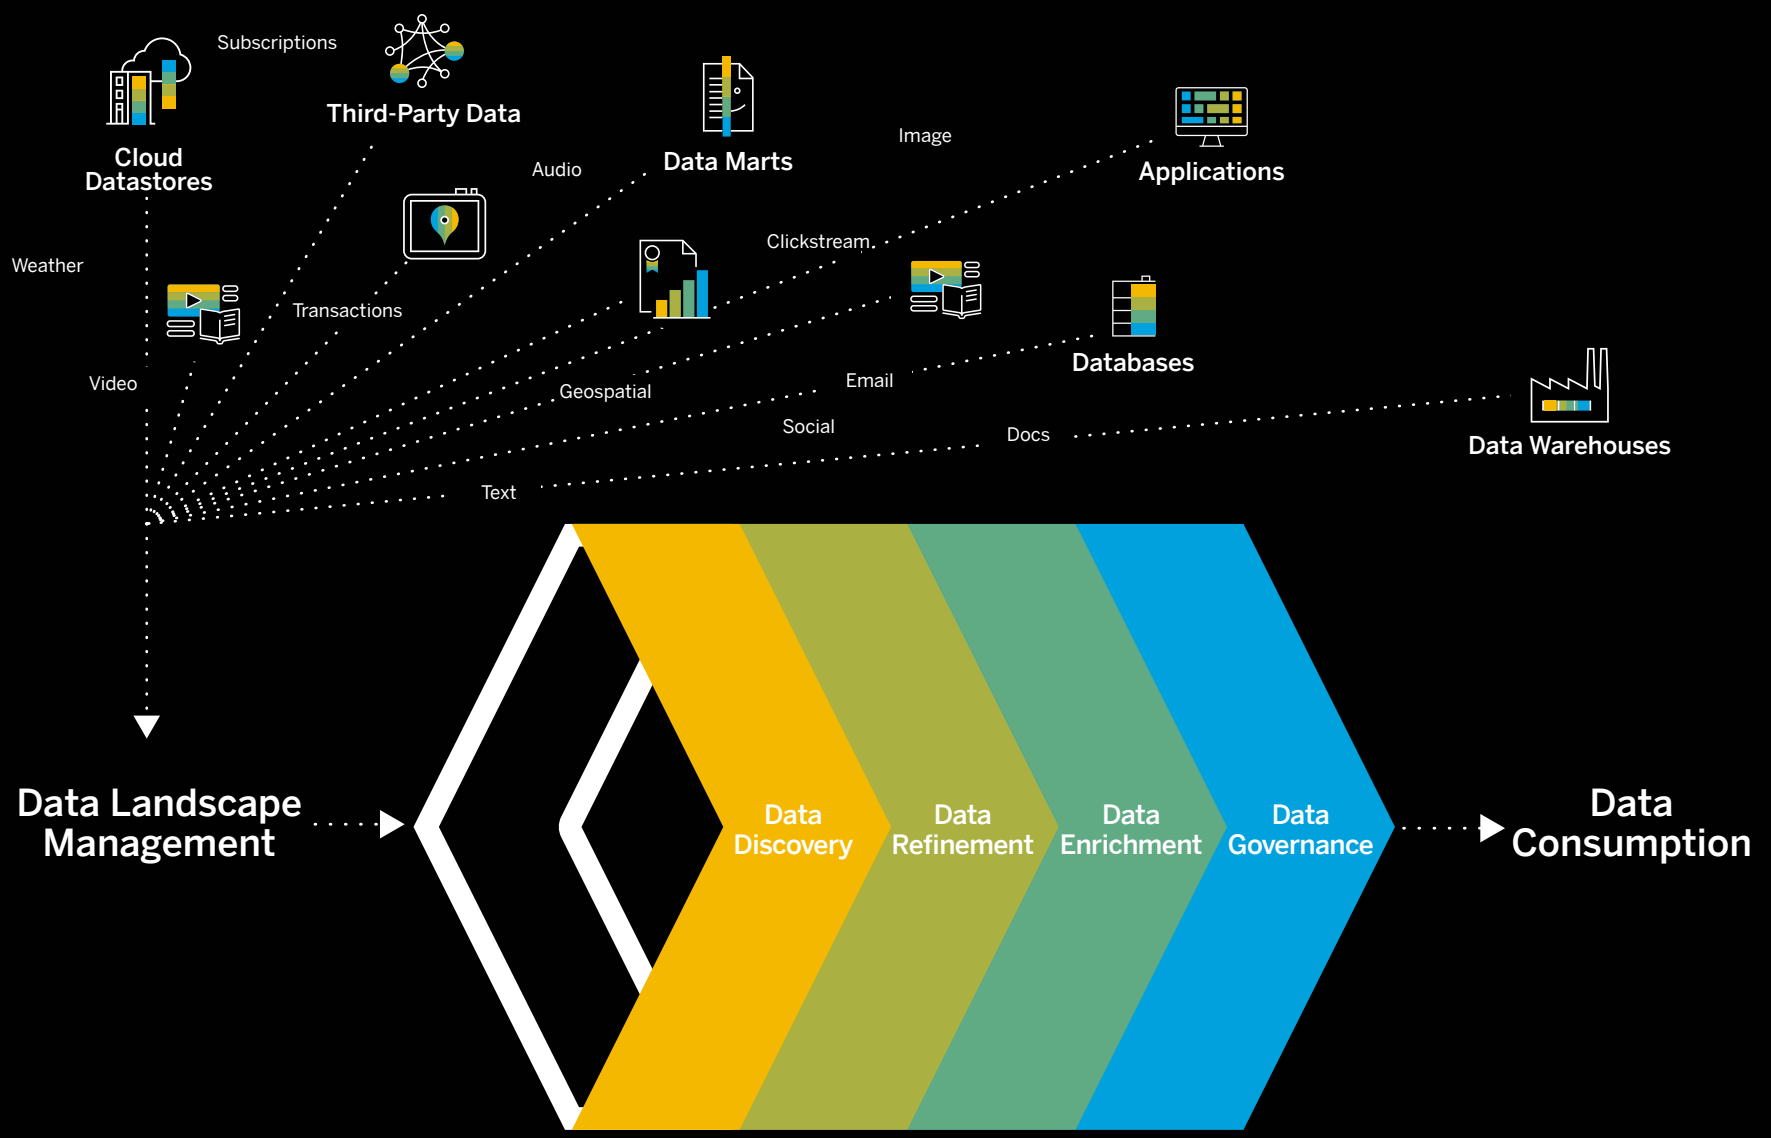 Subscriptions
Third-Party Data
Cloud
Datastores
Audio
Data Marts
Image
Applications
Weather
Transactions
Clickstream
Video
Geospatial
Email
Databases
Social
Docs
Data Warehouses
Text
Data Landscape
Management
Data
Discovery
Data
Refinement
Data
Enrichment
Data
Governance
Data
Consumption